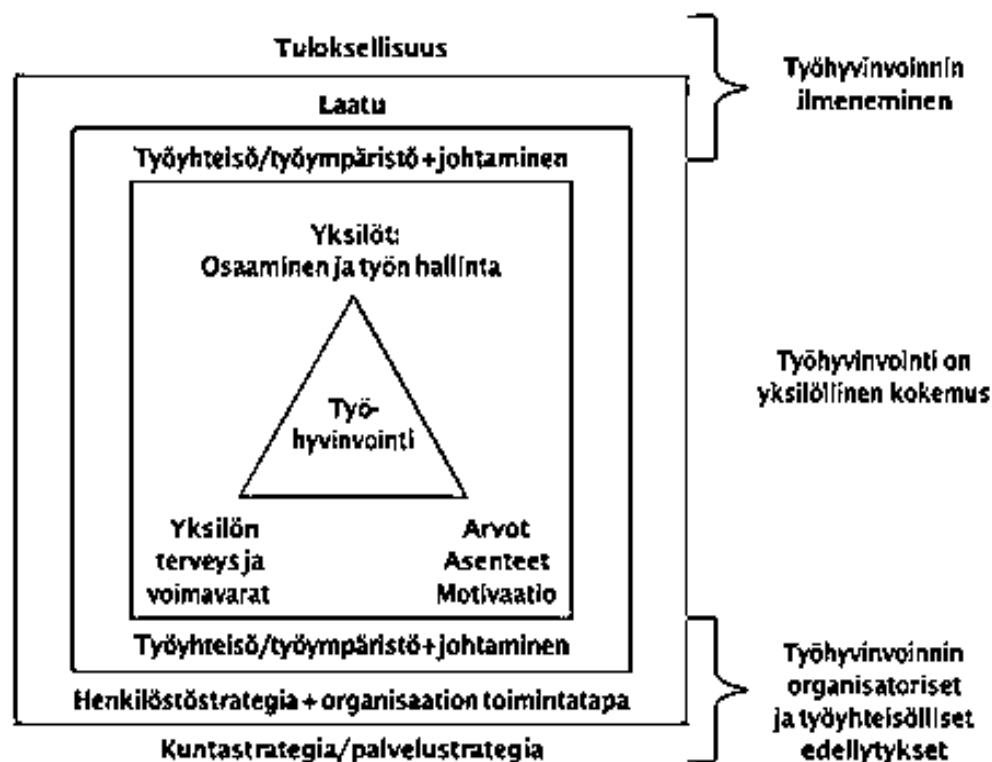 Tuloksellisuus
Työhyvinvoinnin
ilmeneminen
Laatu
Työyhteisö/työympäristö+johtaminen
Yksilöt:
Osaaminen ja työn hallinta
Työ-
hyvinvointi
Työhyvinvointi on
yksilöllinen kokemus
Yksilön
terveys ja
voimavarat
Arvot
Asenteet
Motivaatio
Työyhteisö/työympäristö+johtaminen
Henkilöstöstrategia + organisaation toimintatapa
Kuntastrategia/palvelustrategia
Työhyvinvoinnin
organisatoriset
ja työyhteisölliset
edellytykset